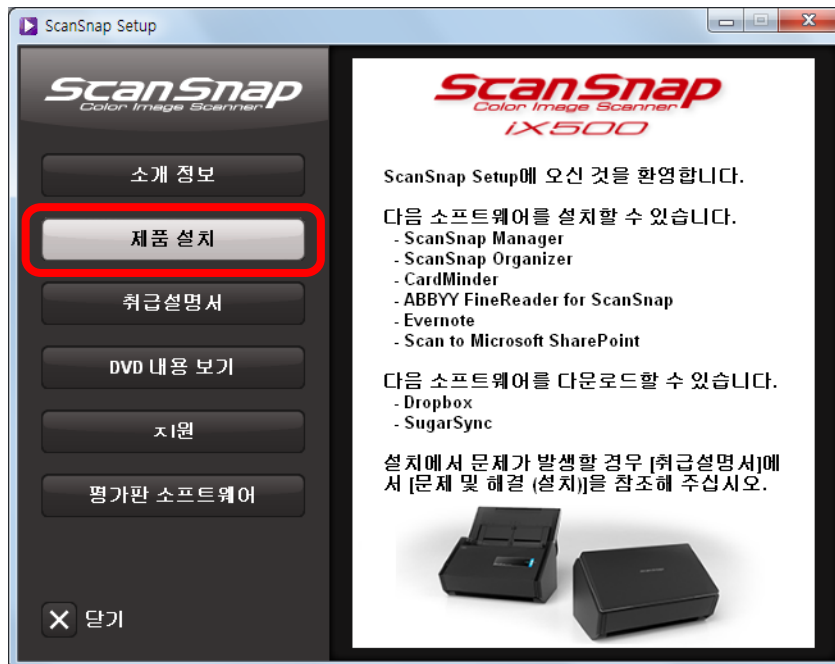 ScanSnap Setup
ScanSnap
Color Image Scanner
소개 정보
제품 설치
취급설명서
DVD 내용 보기
지원
평가판 소프트웨어
닫기
ScanSnap
Color Image Scanner
iX500
ScanSnap Setup에 오신 것을 환영합니다.
다음 소프트웨어를 설치할 수 있습니다.
- ScanSnap Manager
- ScanSnap Organizer
- CardMinder
- ABBYY FineReader for ScanSnap
- Evernote
- Scan to Microsoft SharePoint
다음 소프트웨어를 다운로드할 수 있습니다.
- Dropbox
- SugarSync
설치에서 문제가 발생할 경우 [취급설명서]에
서 [문제 및 해결 (설치)]을 참조해 주십시오.